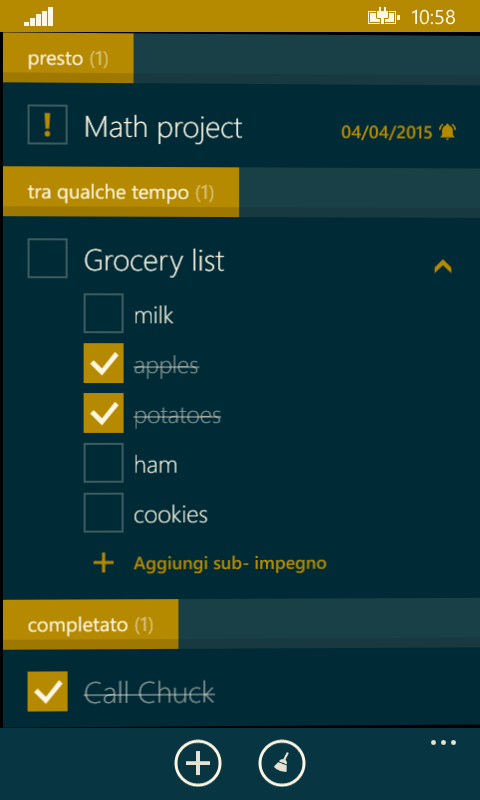 10:58
presto (1)
! Math project 04/04/2015
tra qualche tempo (1)
Grocery list
milk
apples
potatoes
ham
cookies
Aggiungi sub- impegno
completato (1)
Call Chuck